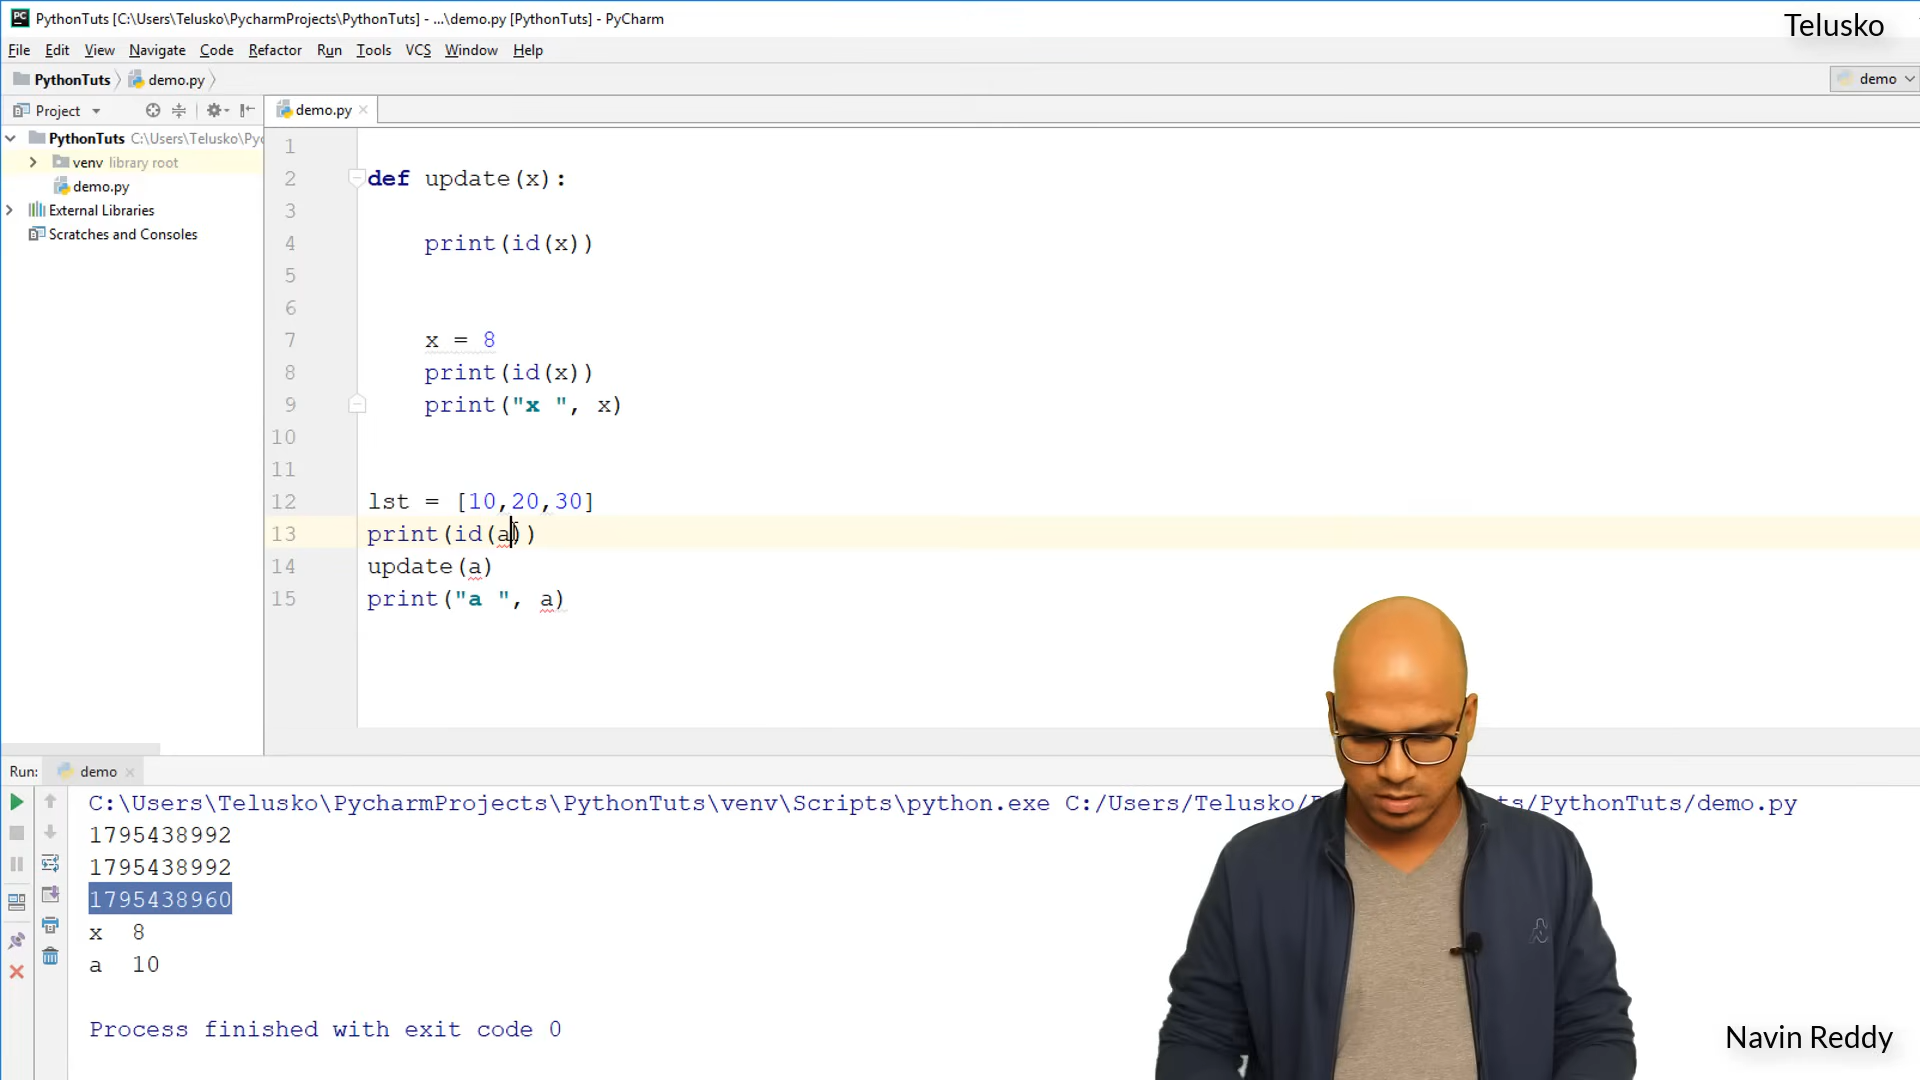 PythonTuts [C:\Users\Telusko\PycharmProjects\PythonTuts] - ...\demo.py [PythonTuts] - PyCharm
Telusko
File Edit View Navigate Code Refactor Run Tools VCS Window Help
PythonTuts demo.py
demo
Project
demo.py
PythonTuts C:\Users\Telusko\Pyc
venv library root
demo.py
External Libraries
Scratches and Consoles
1
2 def update(x):
3
4 print(id(x))
5
6
7 x = 8
8 print(id(x))
9 print("x ", x)
10
11
12 lst = [10,20,30]
13 print(id(a))
14 update(a)
15 print("a ", a)
Run: demo
C:\Users\Telusko\PycharmProjects\PythonTuts\venv\Scripts\python.exe C:/Users/Telusko/P ts/PythonTuts/demo.py
1795438992
1795438992
1795438960
x 8
a 10
Process finished with exit code 0
Navin Reddy